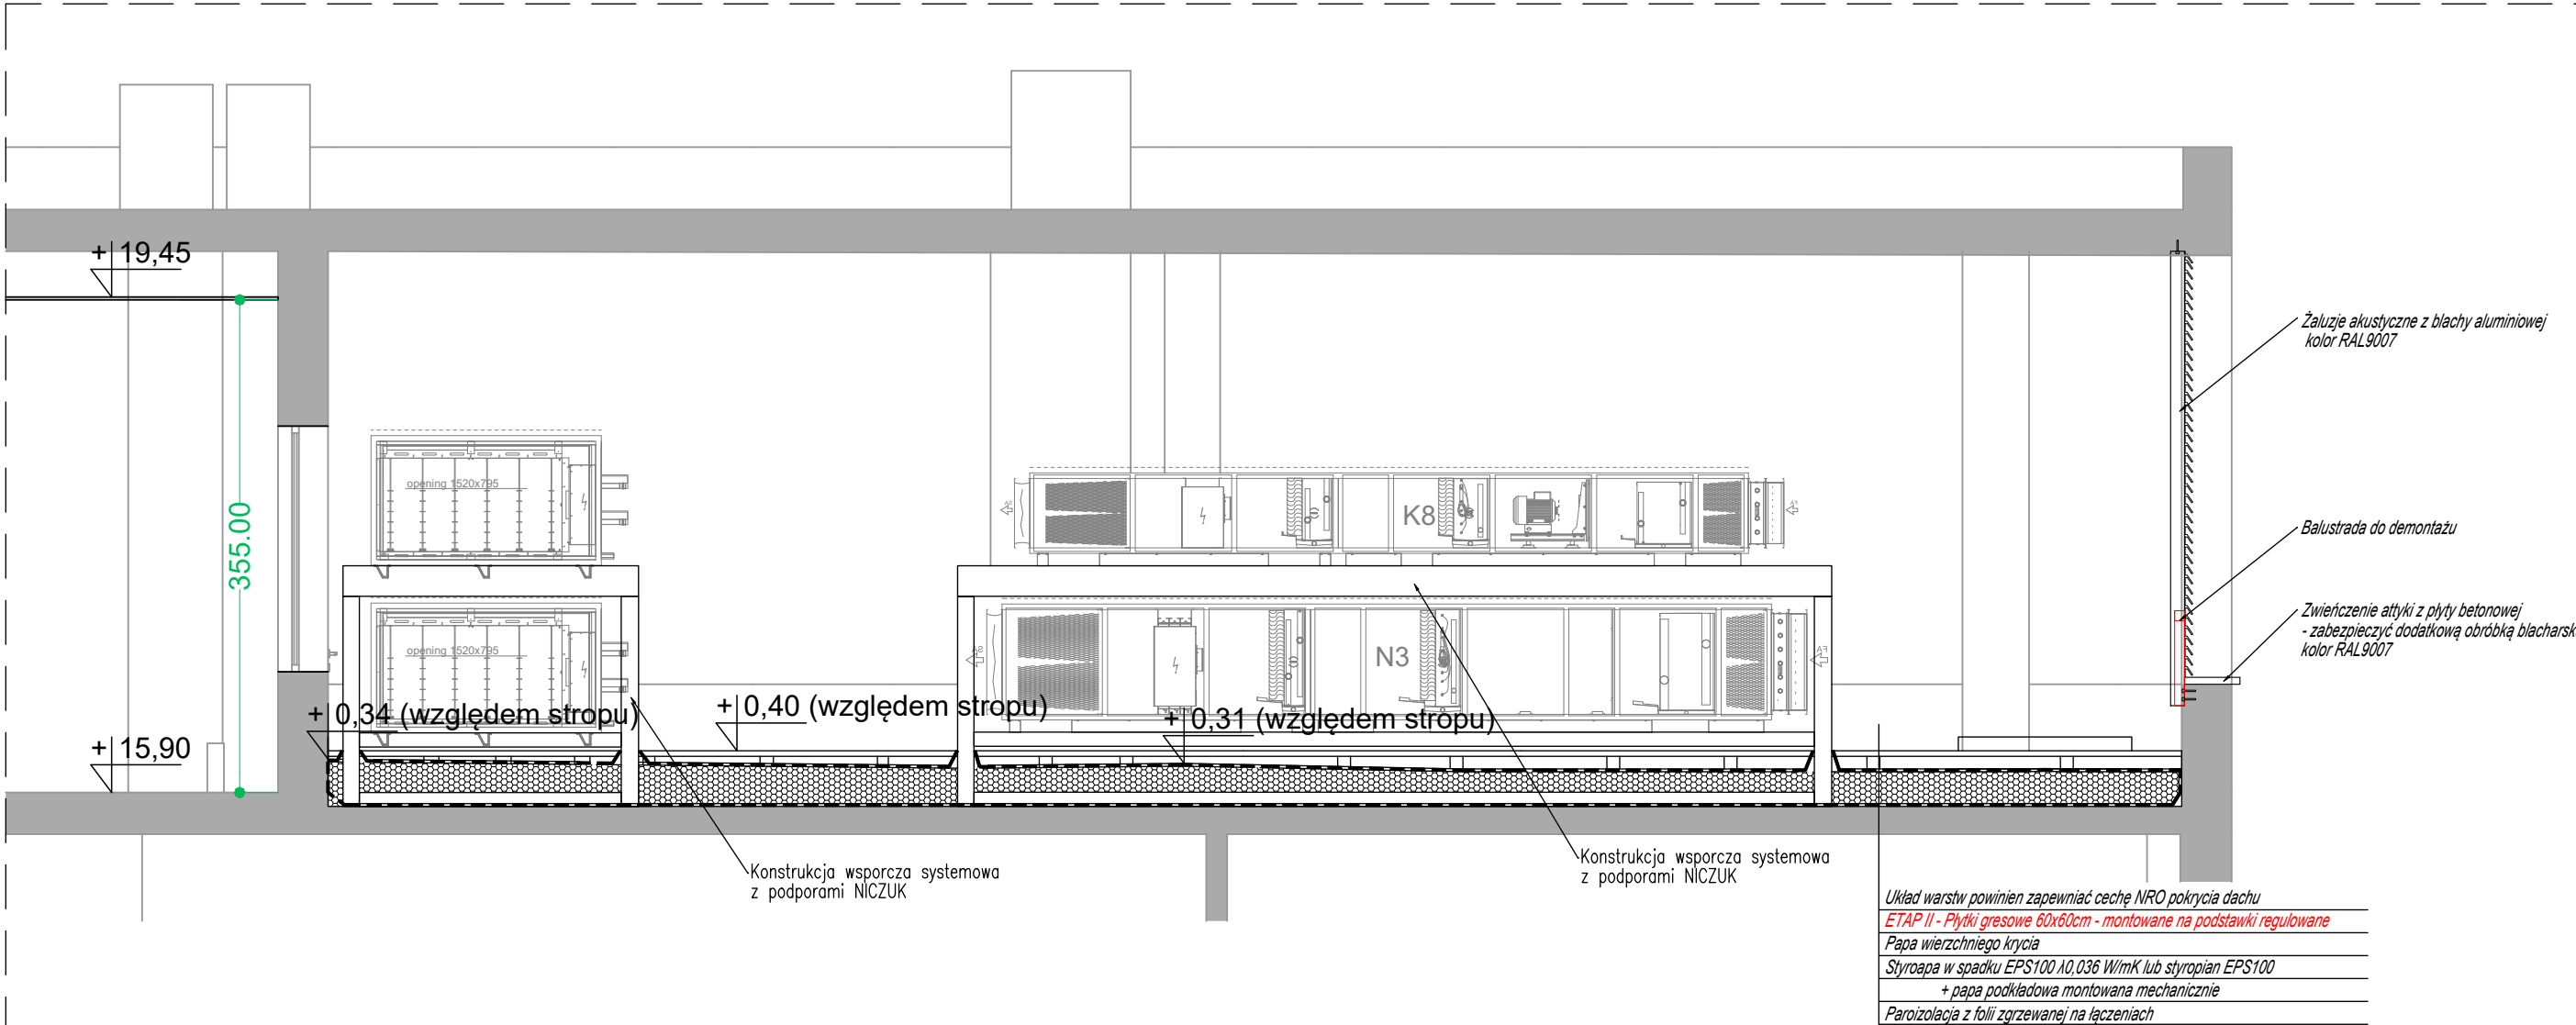 + 19,45
Żaluzje akustyczne z blachy aluminiowej
kolor RAL9007
opening 1520x795
K8
355.00
Balustrada do demontażu
Zwieńczenie attyki z płyty betonowej
- zabezpieczyć dodatkową obróbką blacharsk
kolor RAL9007
opening 1520x795
N3
+ 0,34 (względem stropu)
+ 0,40 (względem stropu)
+ 0,31 (względem stropu)
+ 15,90
Konstrukcja wsporcza systemowa
z podporami NICZUK
Konstrukcja wsporcza systemowa
z podporami NICZUK
Układ warstw powinien zapewniać cechę NRO pokrycia dachu
ETAP II - Płytki gresowe 60x60cm - montowane na podstawki regulowane
Papa wierzchniego krycia
Styroapa w spadku EPS100 λ0,036 W/mK lub styropian EPS100
+ papa podkładowa montowana mechanicznie
Paroizolacja z folii zgrzewanej na łączeniach